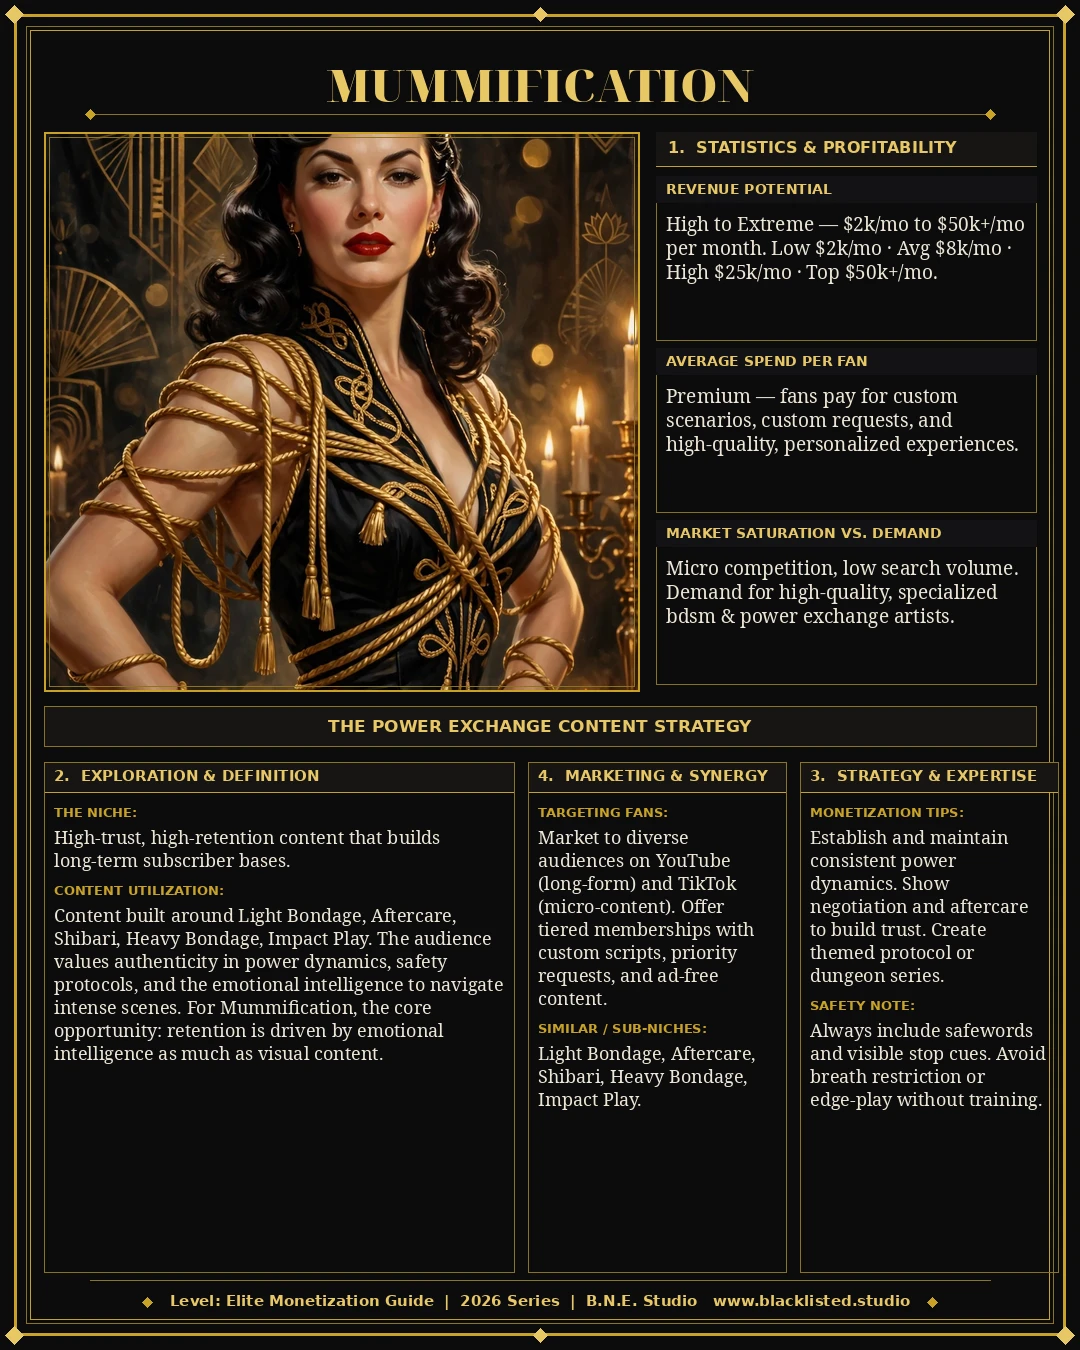 MUMMIFICATION
1. STATISTICS & PROFITABILITY
REVENUE POTENTIAL
High to Extreme — $2k/mo to $50k+/mo
per month. Low $2k/mo · Avg $8k/mo ·
High $25k/mo · Top $50k+/mo.
AVERAGE SPEND PER FAN
Premium — fans pay for custom
scenarios, custom requests, and
high-quality, personalized experiences.
MARKET SATURATION VS. DEMAND
Micro competition, low search volume.
Demand for high-quality, specialized
bdsm & power exchange artists.
THE POWER EXCHANGE CONTENT STRATEGY
2. EXPLORATION & DEFINITION
THE NICHE:
High-trust, high-retention content that builds
long-term subscriber bases.
CONTENT UTILIZATION:
Content built around Light Bondage, Aftercare,
Shibari, Heavy Bondage, Impact Play. The audience
values authenticity in power dynamics, safety
protocols, and the emotional intelligence to navigate
intense scenes. For Mummification, the core
opportunity: retention is driven by emotional
intelligence as much as visual content.
4. MARKETING & SYNERGY
TARGETING FANS:
Market to diverse
audiences on YouTube
(long-form) and TikTok
(micro-content). Offer
tiered memberships with
custom scripts, priority
requests, and ad-free
content.
SIMILAR / SUB-NICHES:
Light Bondage, Aftercare,
Shibari, Heavy Bondage,
Impact Play.
3. STRATEGY & EXPERTISE
MONETIZATION TIPS:
Establish and maintain
consistent power
dynamics. Show
negotiation and aftercare
to build trust. Create
themed protocol or
dungeon series.
SAFETY NOTE:
Always include safewords
and visible stop cues. Avoid
breath restriction or
edge-play without training.
Level: Elite Monetization Guide | 2026 Series | B.N.E. Studio www.blacklisted.studio